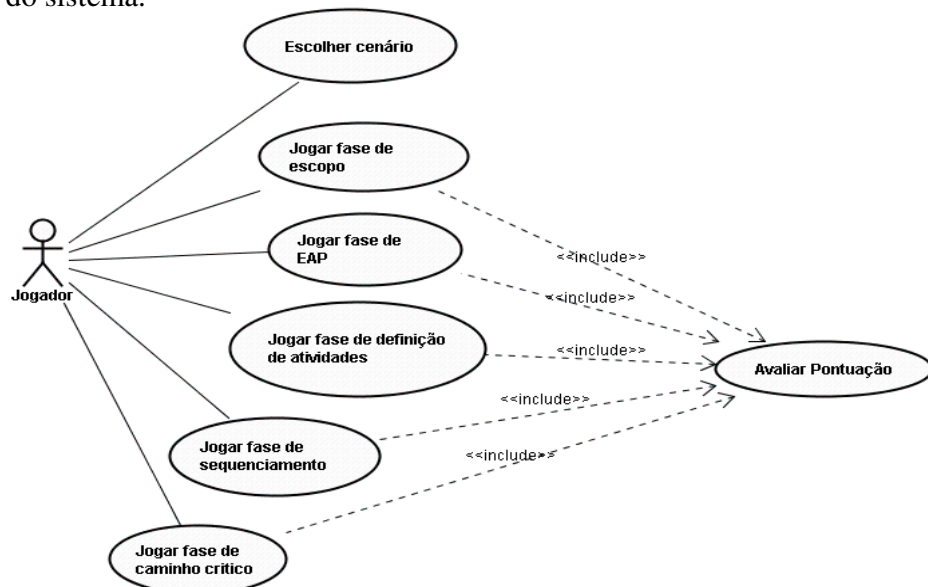 do sistema.
Escolher cenário
Jogar fase de
escopo
Jogar fase de
EAP
<<include>>
<<include>>
Jogador
Jogar fase de definição
de atividades
<<include>>
Avaliar Pontuação
<<include>>
Jogar fase de
sequenciamento
<<include>>
Jogar fase de
caminho critico